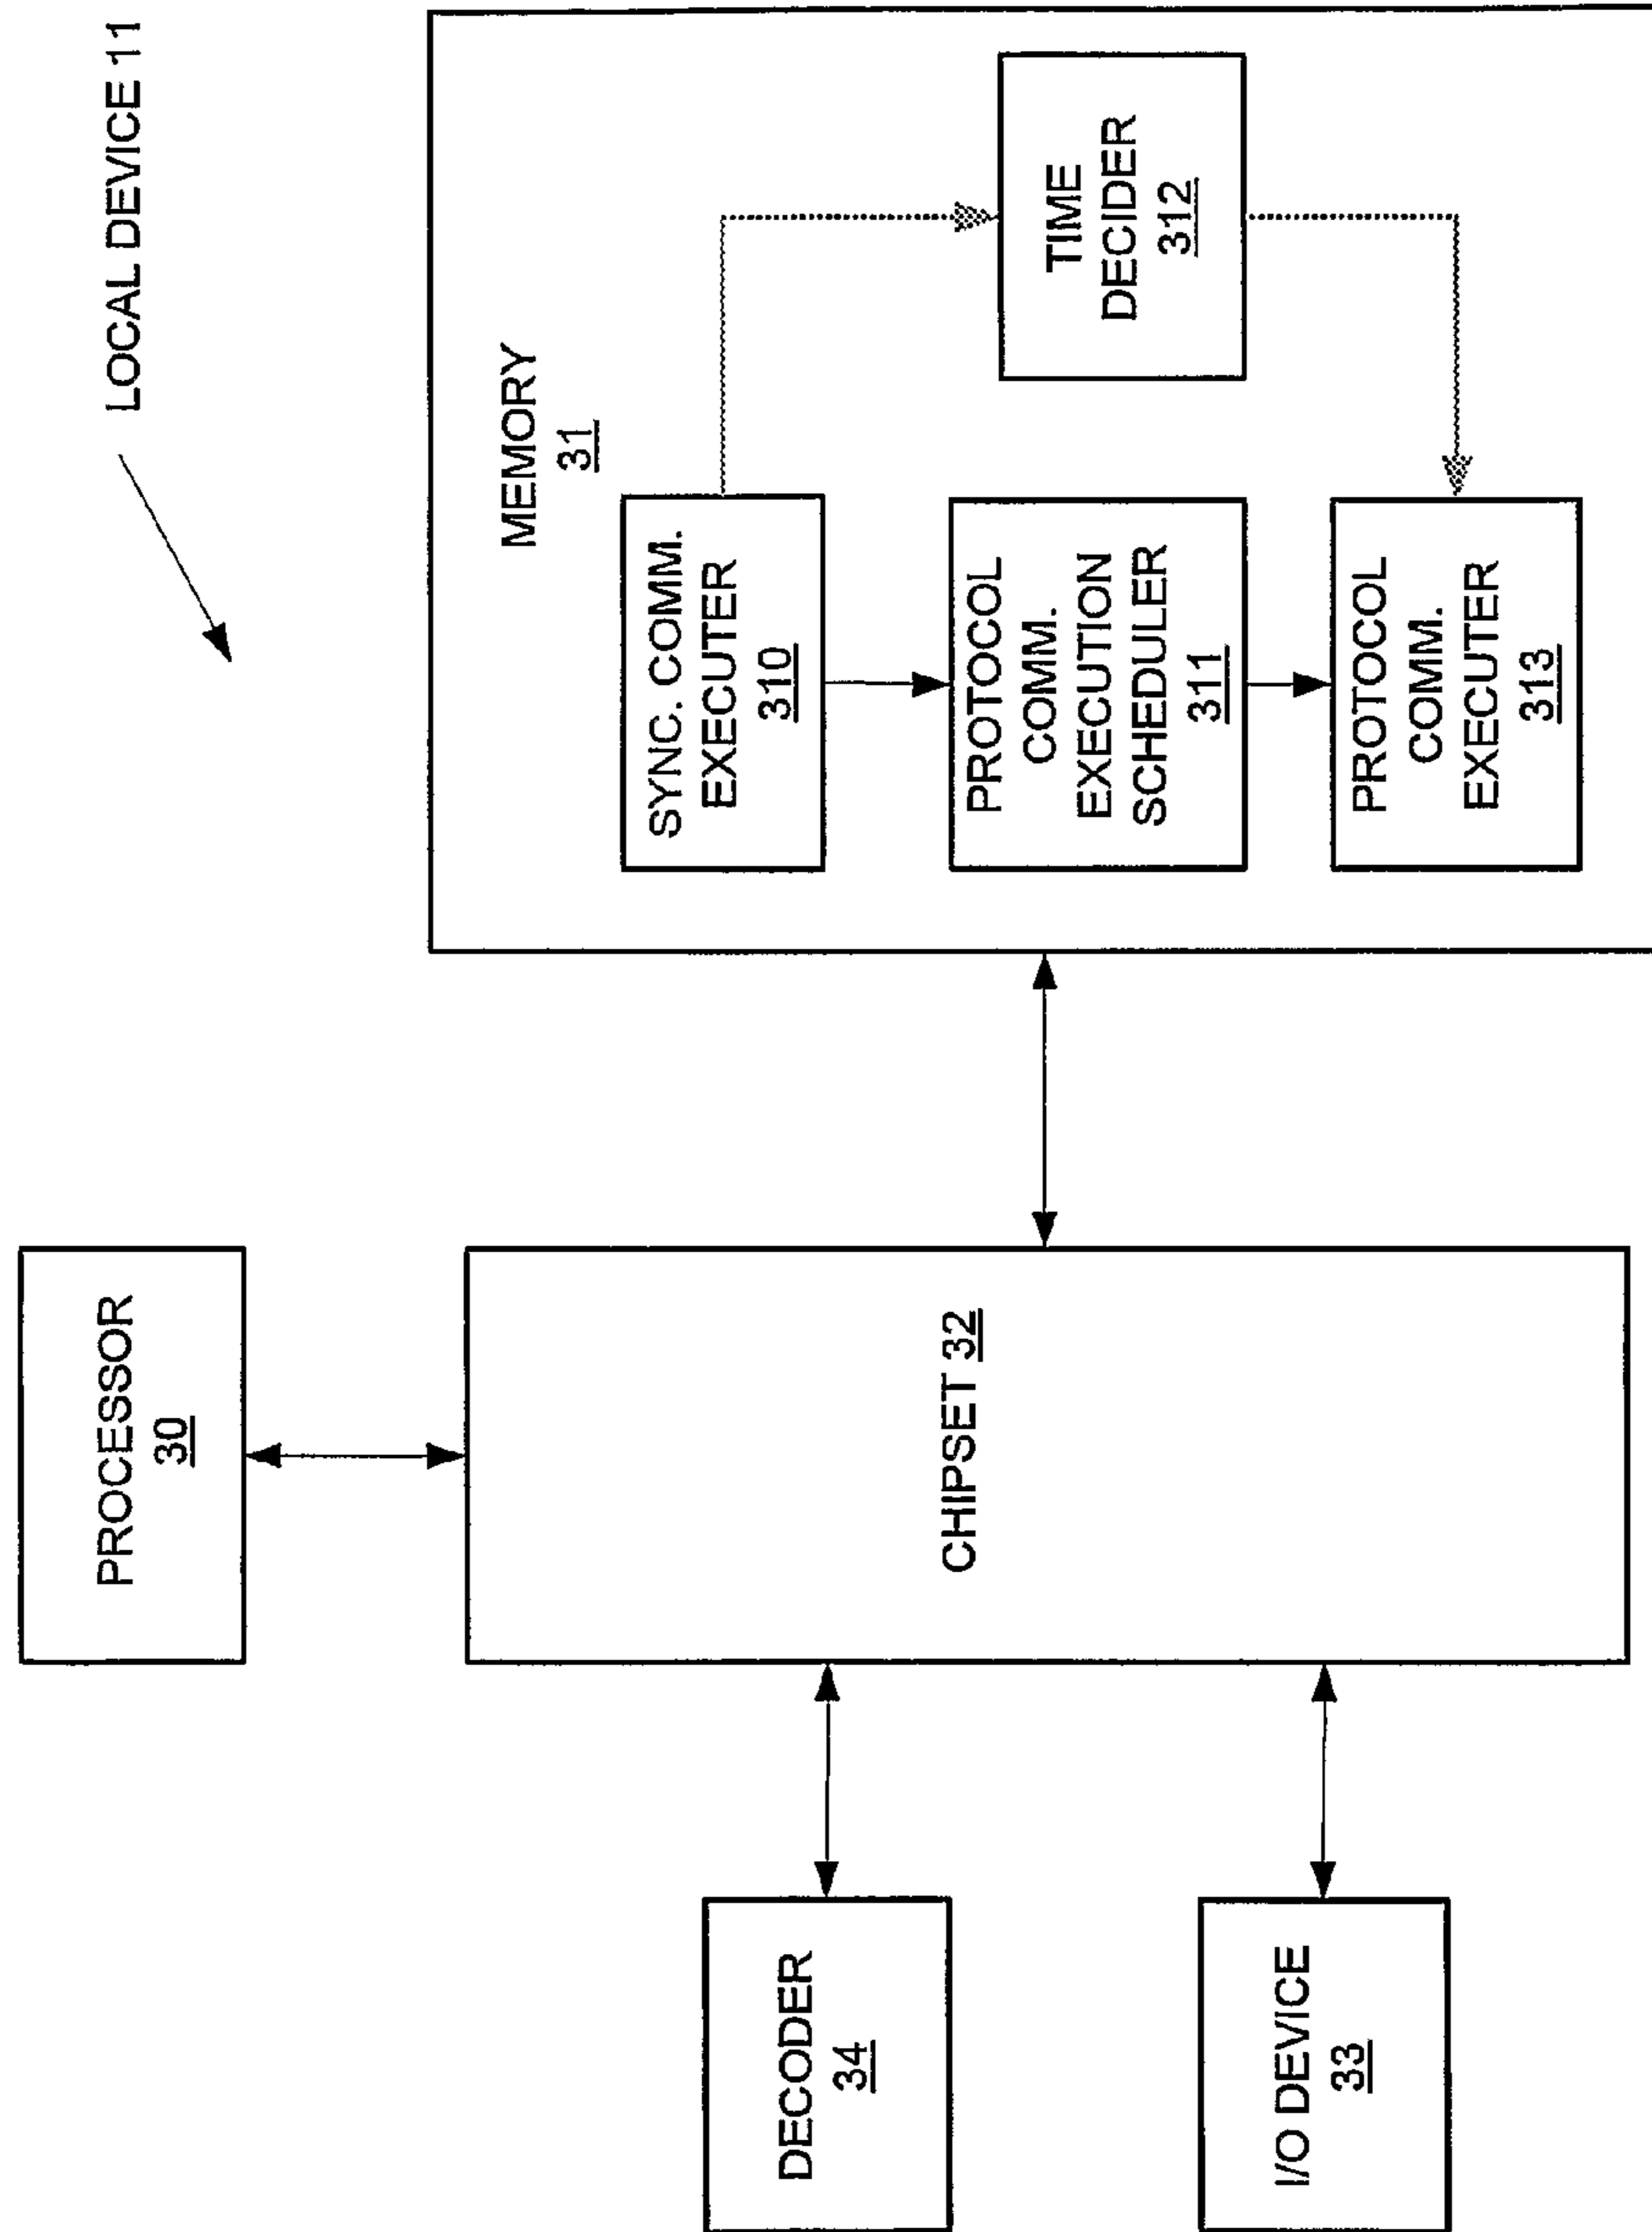 LOCAL DEVICE 11
PROCESSOR
30
MEMORY
31
DECODER
34
CHIPSET 32
SYNC. COMM.
EXECUTER
310
TIME
DECIDER
312
PROTOCOL
COMM.
EXECUTION
SCHEDULER
311
I/O DEVICE
33
PROTOCOL
COMM.
EXECUTER
313